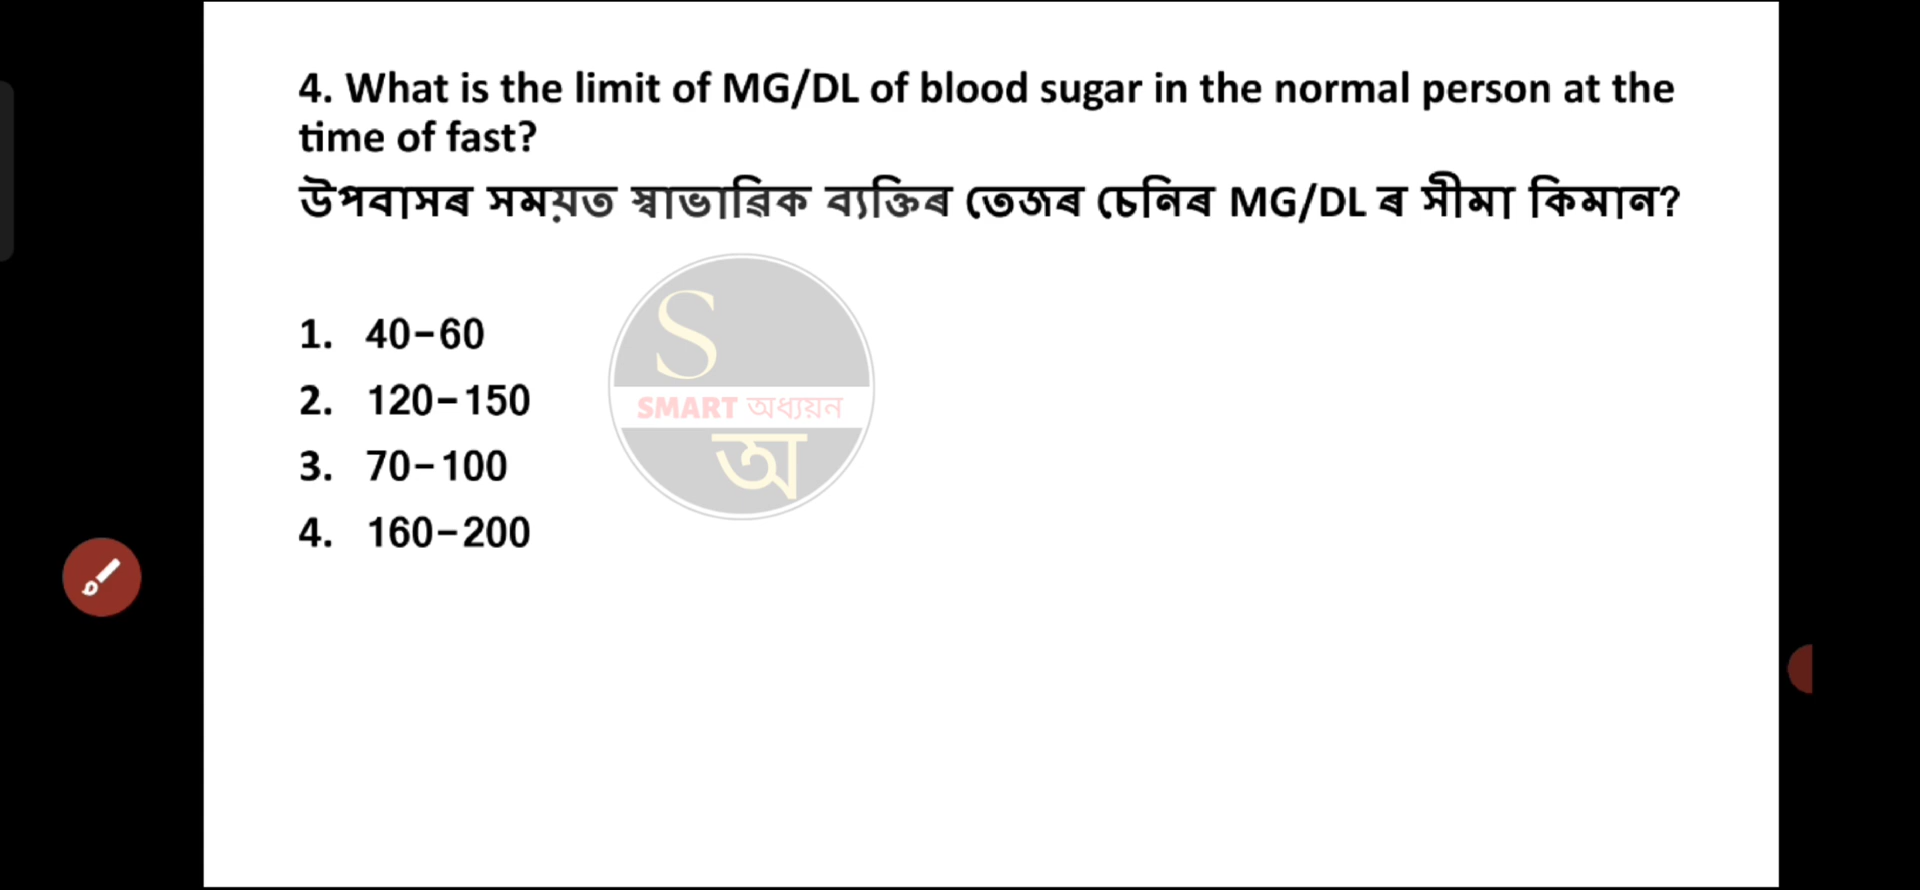 4. What is the limit of MG/DL of blood sugar in the normal person at the
time of fast?
উপবাসৰ সময়ত স্বাভাৱিক ব্যক্তিৰ তেজৰ চেনিৰ MG/DL ৰ সীমা কিমান?
1. 40-60
2. 120-150
3. 70-100
4. 160-200
S
SMART অধ্যয়ন
অ